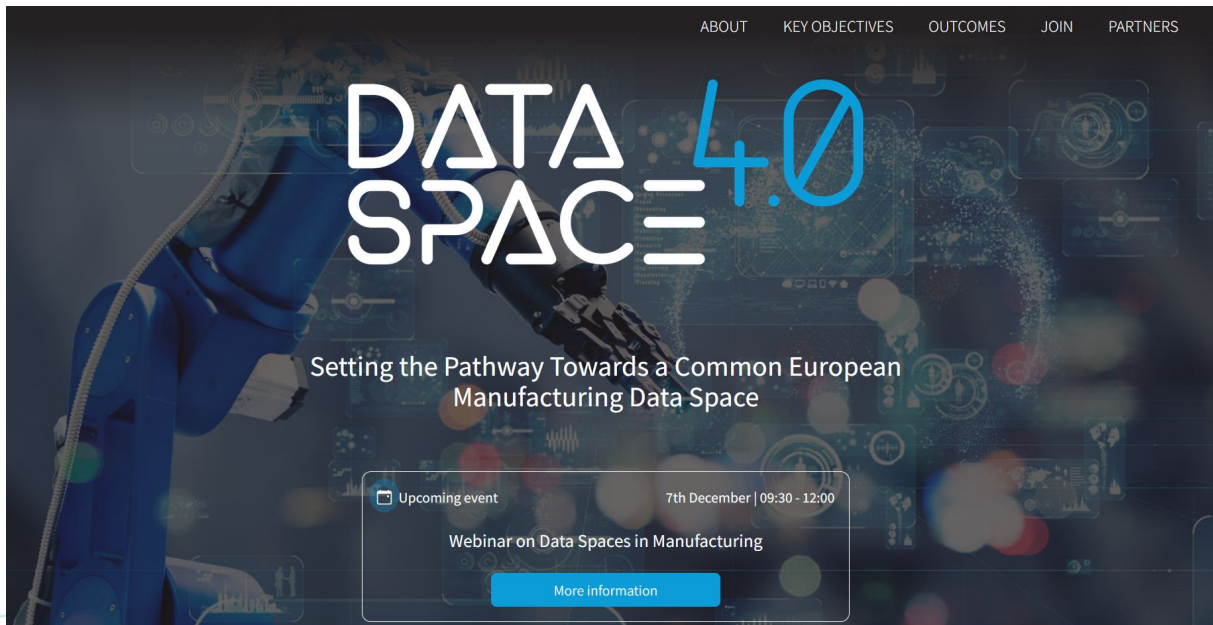 ABOUT KEY OBJECTIVES OUTCOMES JOIN PARTNERS
DATA 4.0
SPACE
Setting the Pathway Towards a Common European
Manufacturing Data Space
Upcoming event 7th December | 09:30 - 12:00
Webinar on Data Spaces in Manufacturing
More information